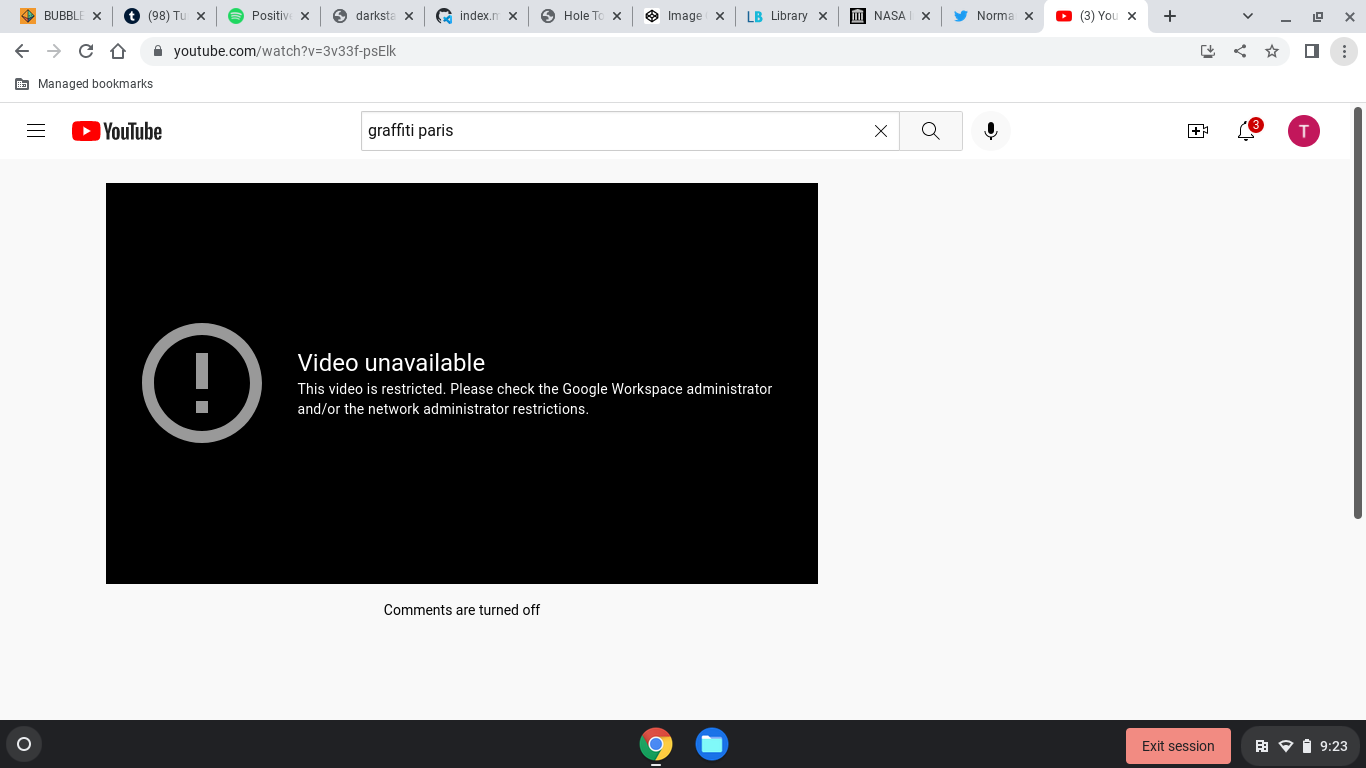 BUBBLE
(98) Tu
Positive
darksta
index.m
Hole To
Image
LB Library
NASA
Norma
(3) You
youtube.com/watch?v=3v33f-psElk
Managed bookmarks
YouTube
graffiti paris
3
T
Video unavailable
This video is restricted. Please check the Google Workspace administrator
and/or the network administrator restrictions.
Comments are turned off
Exit session
9:23